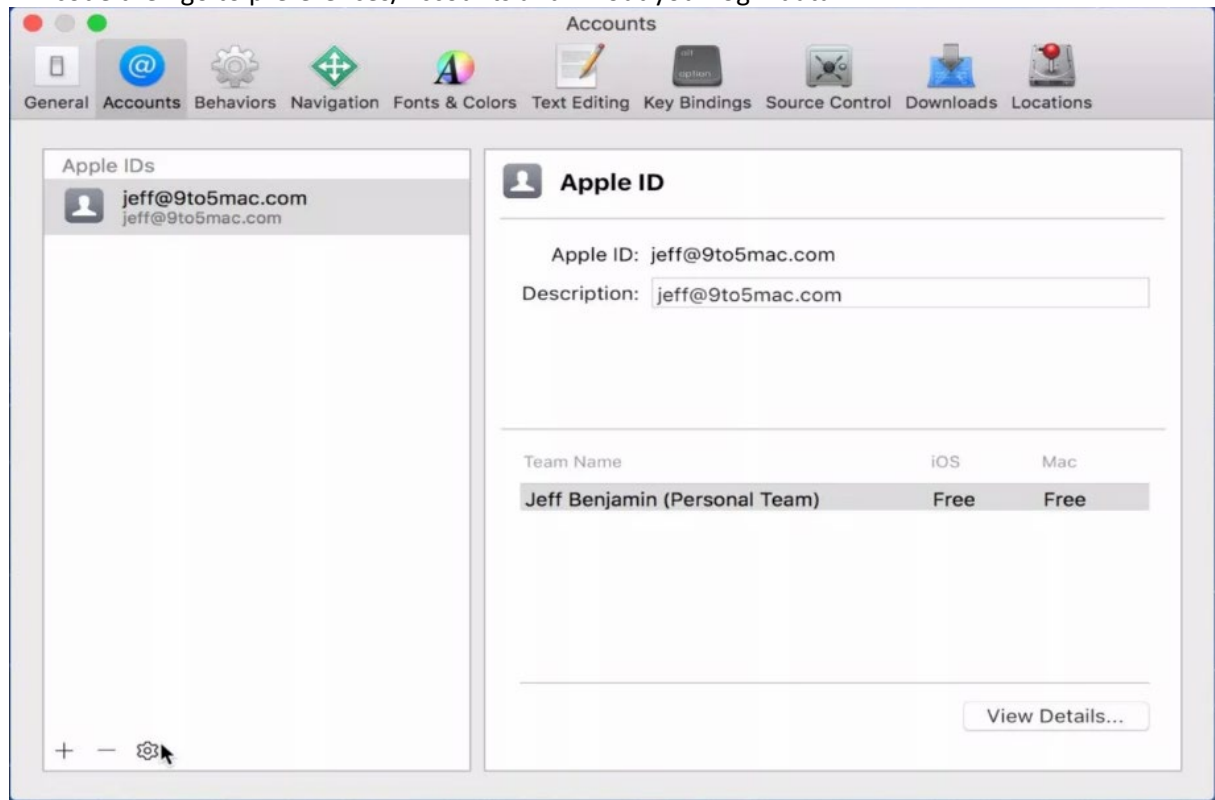 Accounts
General Accounts Behaviors Navigation Fonts & Colors Text Editing Key Bindings Source Control Downloads Locations
alt
option
Apple IDs
jeff@9to5mac.com
jeff@9to5mac.com
Apple ID
Apple ID: jeff@9to5mac.com
Description: jeff@9to5mac.com
Team Name iOS Mac
Jeff Benjamin (Personal Team) Free Free
View Details...